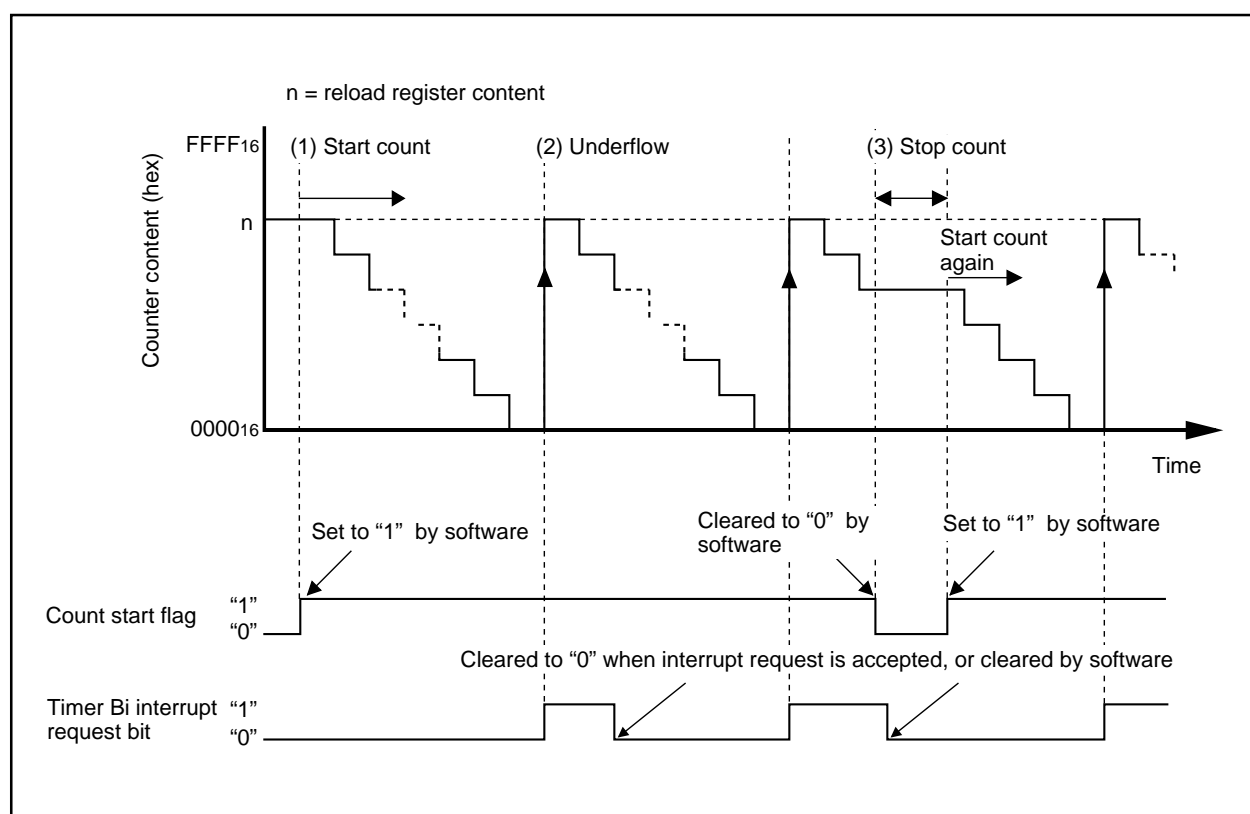 n = reload register content
FFFF16
(1) Start count
(2) Underflow
(3) Stop count
Counter content (hex)
n
Start count
again
000016
Time
Set to “1” by software
Cleared to “0” by
software
Set to “1” by software
Count start flag
“1”
“0”
Cleared to “0” when interrupt request is accepted, or cleared by software
Timer Bi interrupt
request bit
“1”
“0”